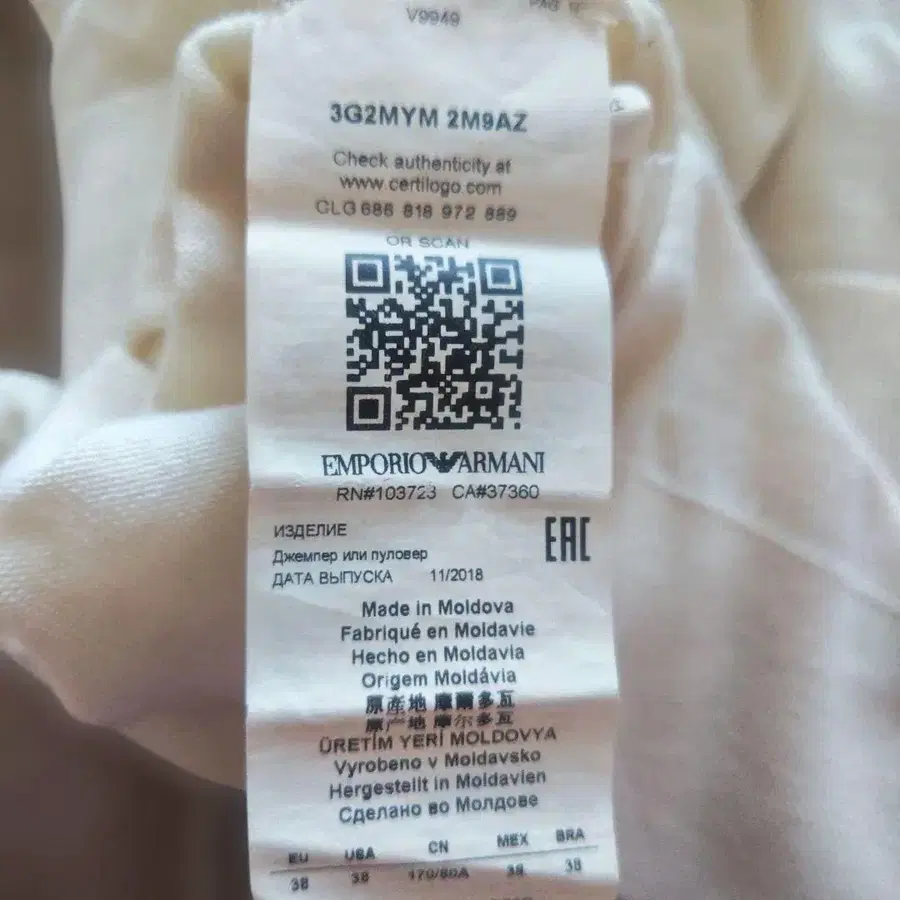 V9949
3G2MYM 2M9AZ
Check authenticity at
www.certilogo.com
CLG 686 818 972 889
OR SCAN
EMPORIO ARMANI
RN#103723 CA#37360
ИЗДЕЛИЕ
EAC
Джемпер или пуловер
ДАТА ВЫПУСКА 11/2018
Made in Moldova
Fabriqué en Moldavie
Hecho en Moldavia
Origem Moldávia
原產地 摩爾多瓦
原产地 摩尔多瓦
ÜRETİM YERİ MOLDOVYA
Vyrobeno v Moldavsko
Hergestellt in Moldavien
Сделано во Молдове
EU USA CN MEX BRA
38 38 170/80A 38 38